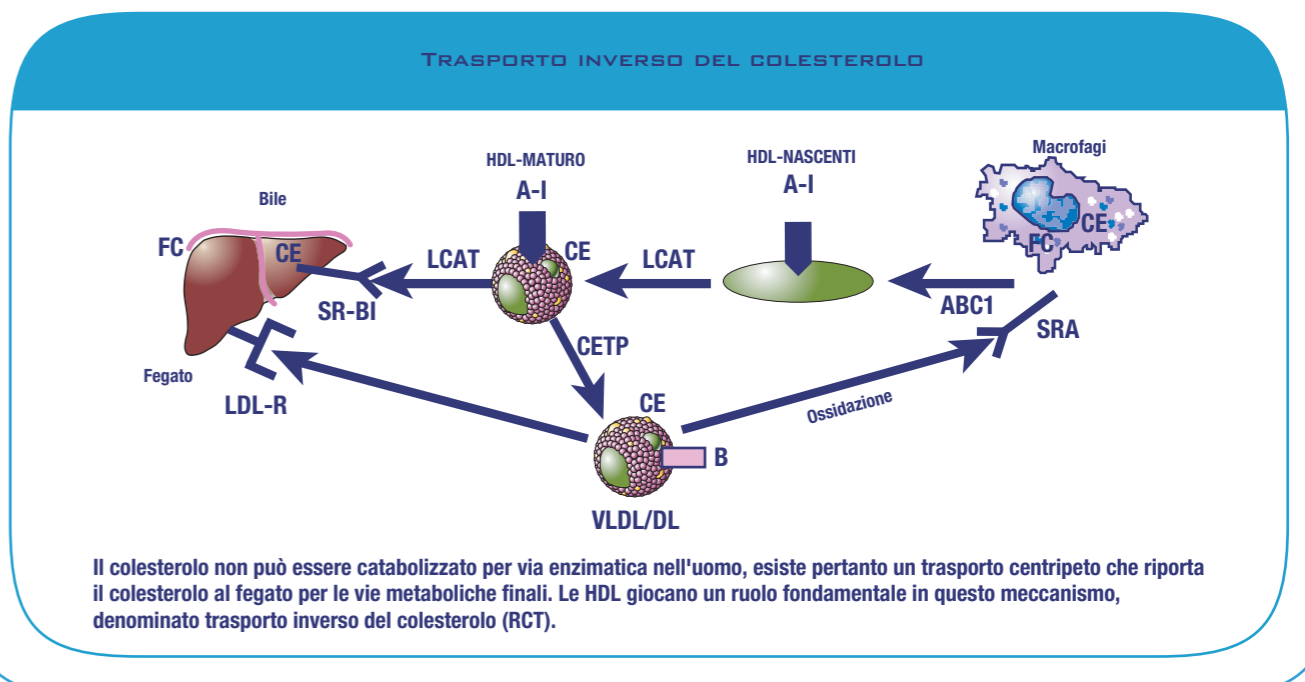 TRASPORTO INVERSO DEL COLESTEROLO
HDL-MATURO
A-I
HDL-NASCENTI
A-I
Macrofagi
Bile
FC
CE
CE
FC
CE
LCAT
LCAT
ABC1
SR-BI
SRA
CETP
Fegato
LDL-R
CE
Ossidazione
B
VLDL/DL
Il colesterolo non può essere catabolizzato per via enzimatica nell'uomo, esiste pertanto un trasporto centripeto che riporta
il colesterolo al fegato per le vie metaboliche finali. Le HDL giocano un ruolo fondamentale in questo meccanismo,
denominato trasporto inverso del colesterolo (RCT).